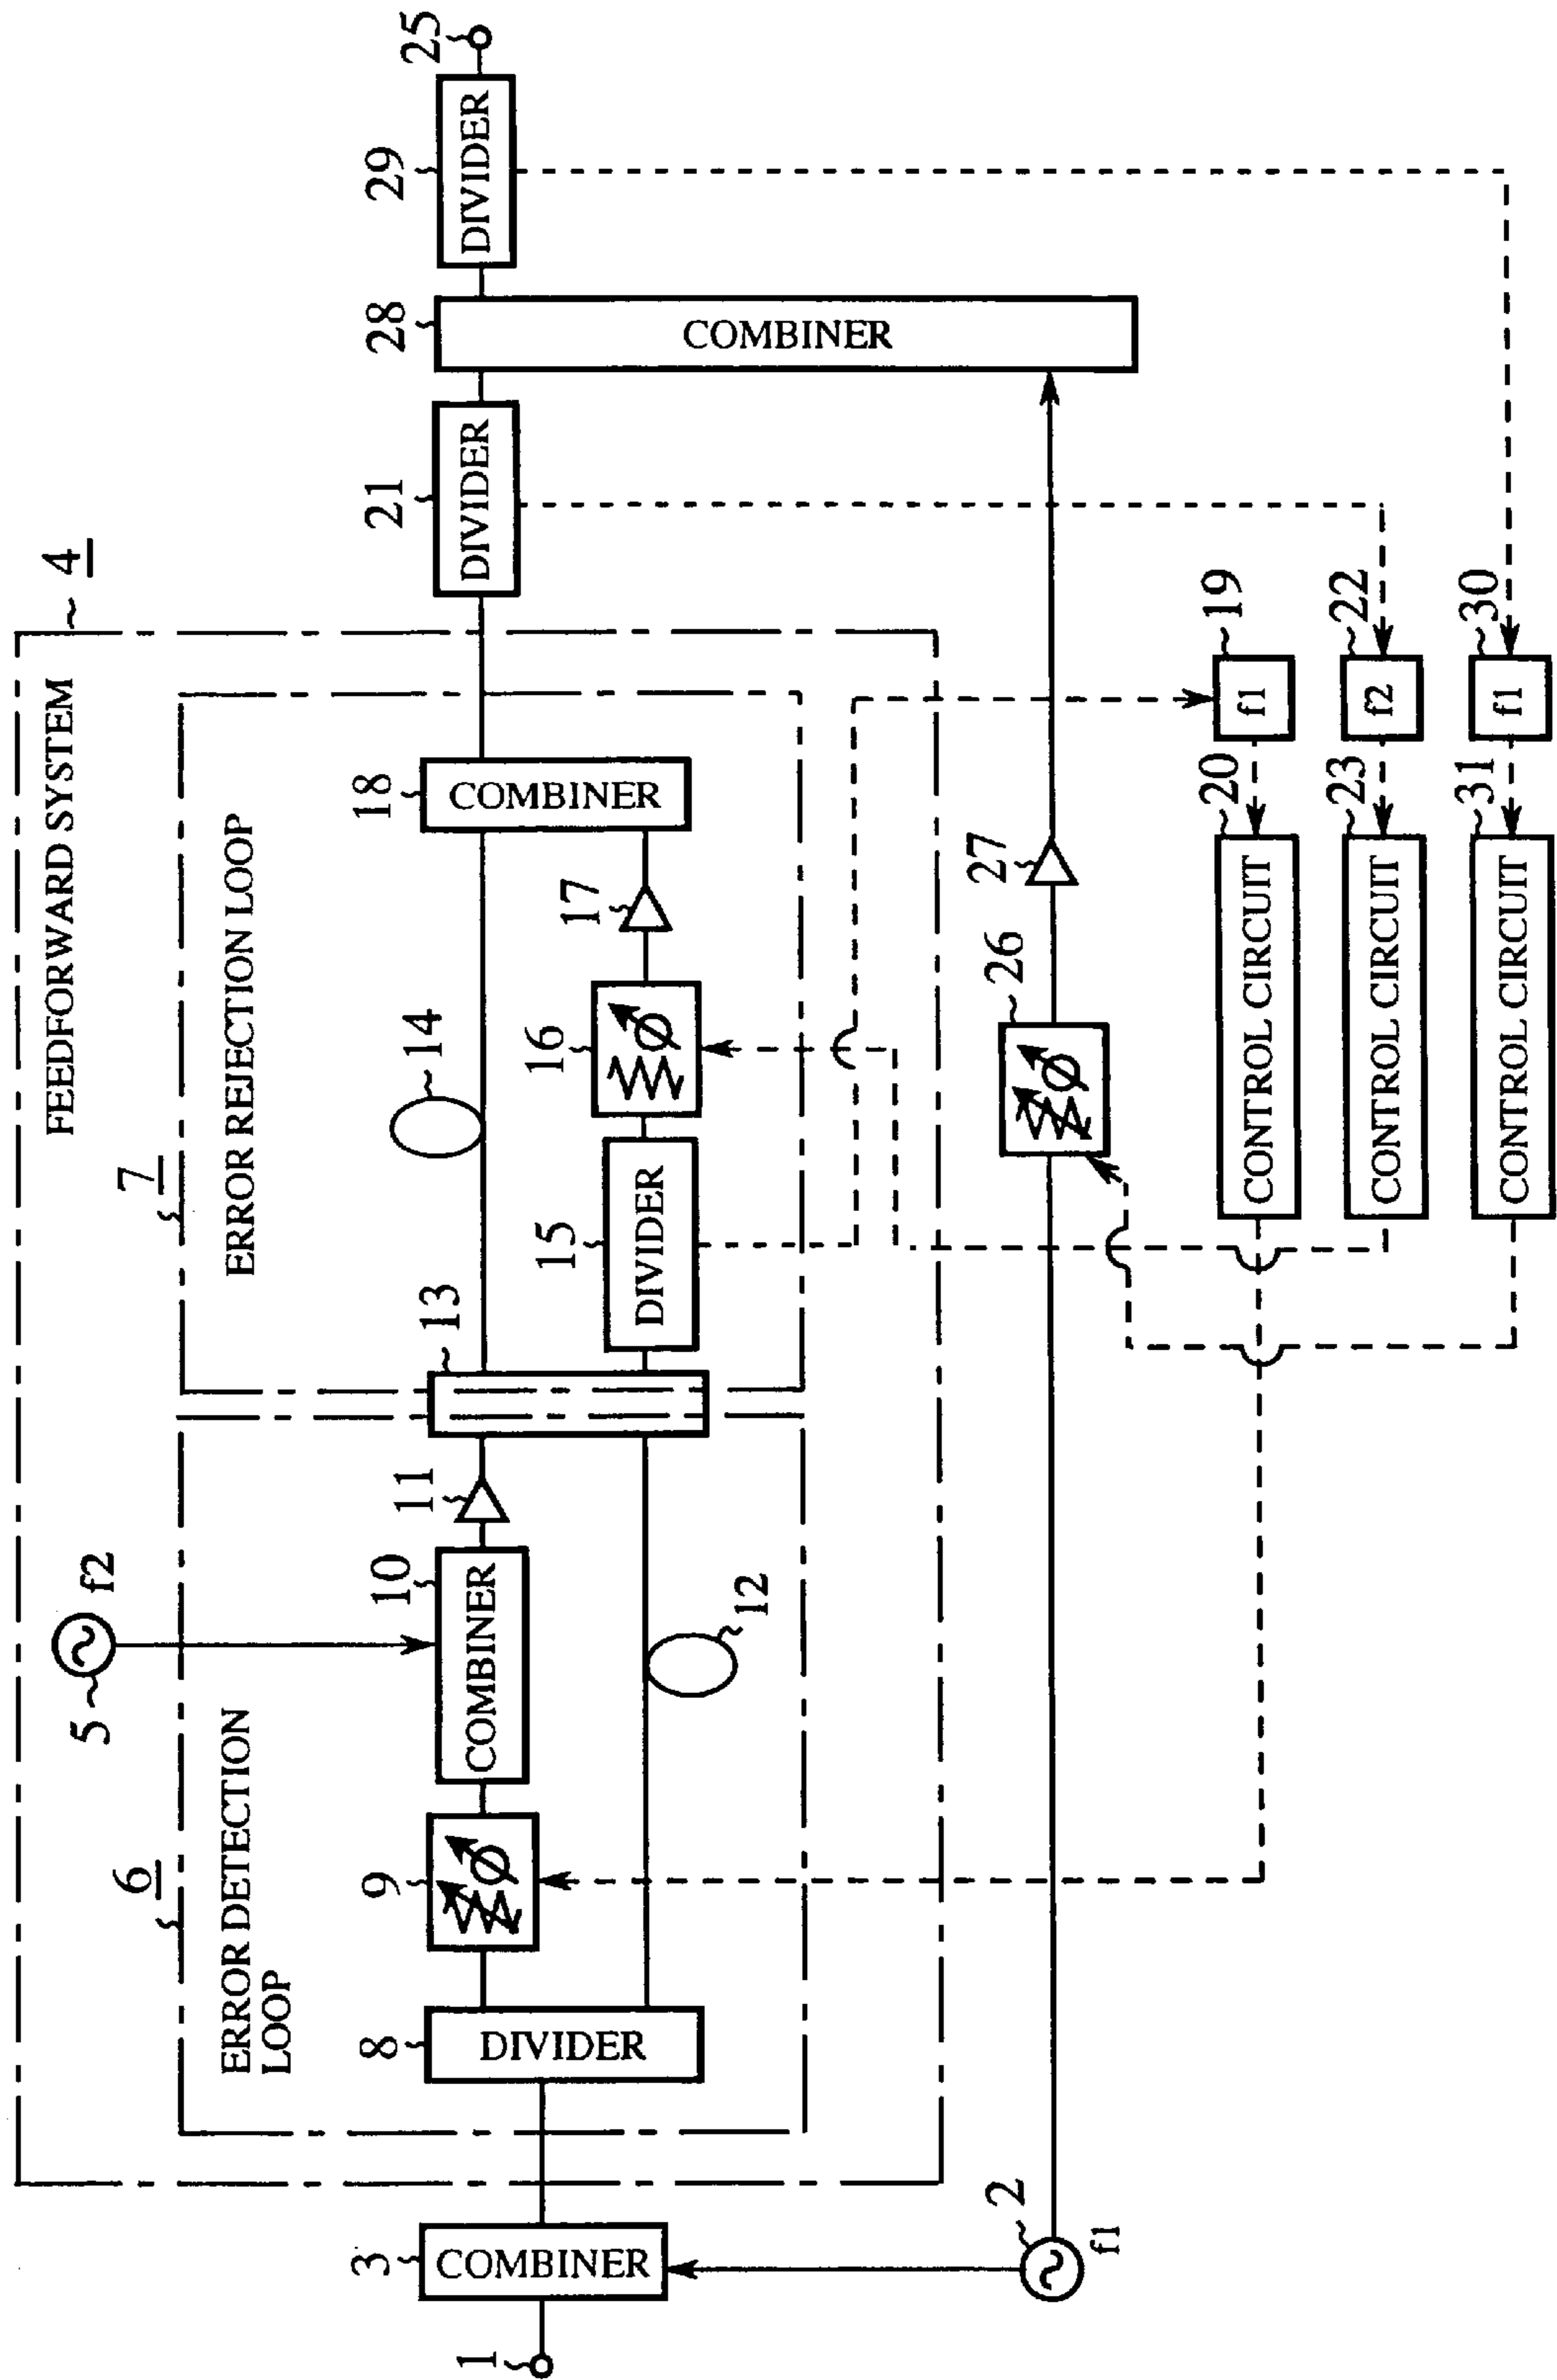 FEEDFORWARD SYSTEM
4
5
f2
6
ERROR DETECTION
LOOP
7
ERROR REJECTION LOOP
1
3
COMBINER
8
DIVIDER
9
10
COMBINER
11
12
13
14
15
DIVIDER
16
17
18
COMBINER
21
DIVIDER
28
COMBINER
29
DIVIDER
25
2
f1
26
27
20
CONTROL CIRCUIT
19
f1
23
CONTROL CIRCUIT
22
f2
31
CONTROL CIRCUIT
30
f1